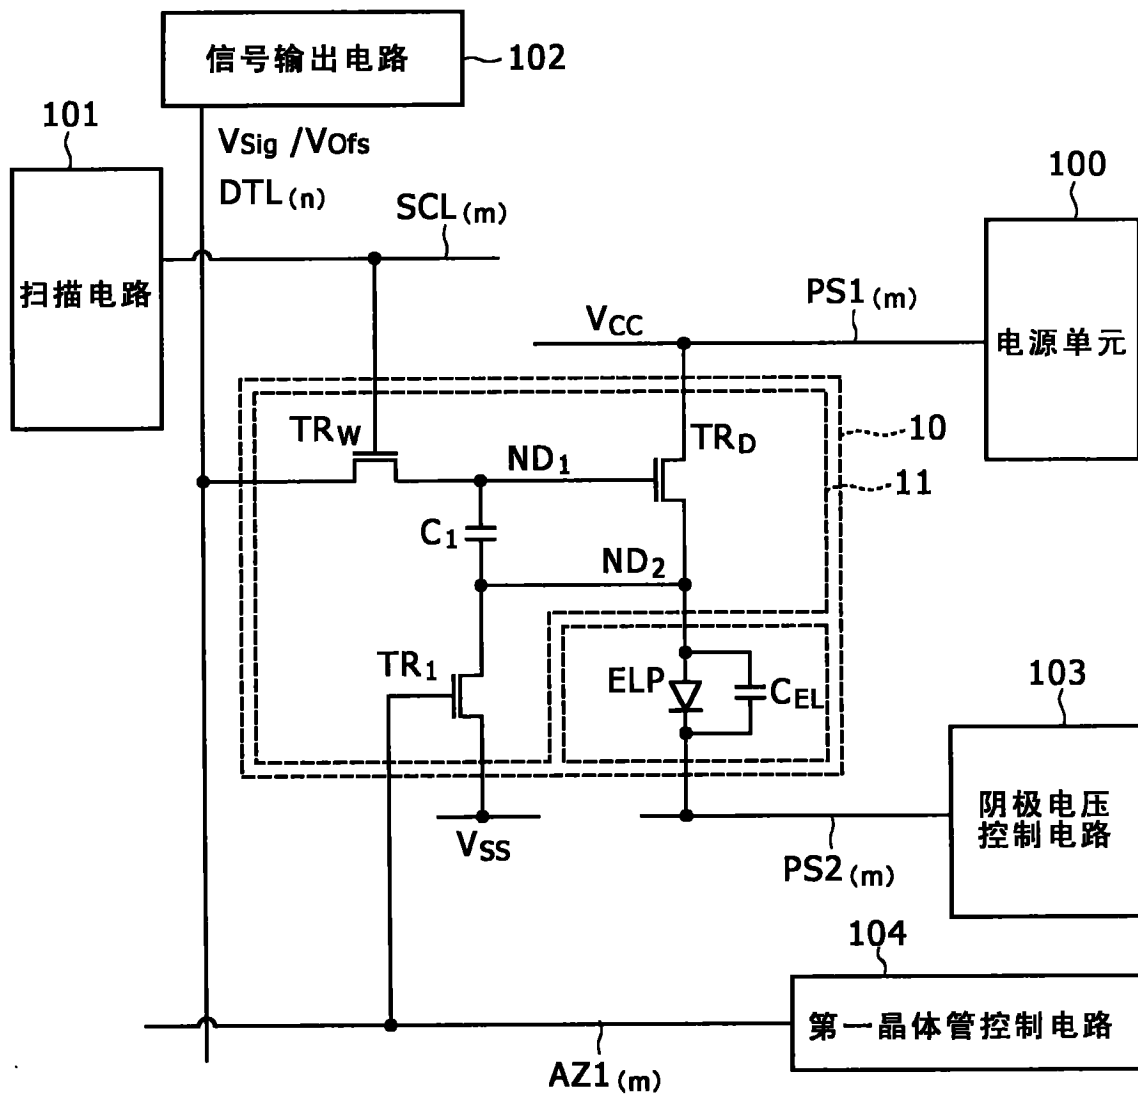 信号输出电路
102
101
VSig /VOfs
DTL(n)
SCL(m)
100
扫描电路
VCC
PS1(m)
电源单元
TRW
ND1
TRD
10
11
C1
ND2
TR1
ELP
CEL
103
VSS
PS2(m)
阴极电压
控制电路
104
第一晶体管控制电路
AZ1(m)